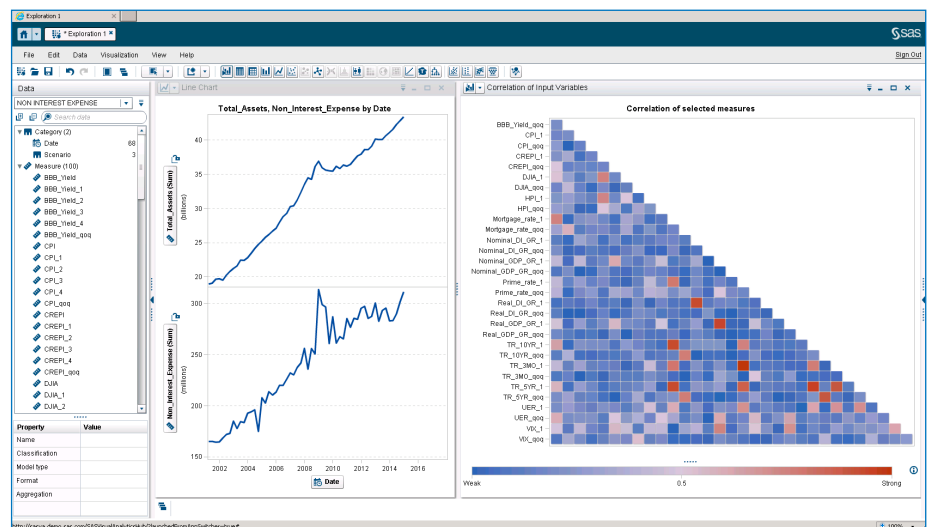 Exploration 1
* Exploration 1
sas
File Edit Data Visualization View Help
Sign Out
Data
NON INTEREST EXPENSE
Search data
Category (2)
Date 68
Scenario 3
Measure (100)
BBB_Yield
BBB_Yield_1
BBB_Yield_2
BBB_Yield_3
BBB_Yield_4
BBB_Yield_qoq
CPI
CPI_1
CPI_2
CPI_3
CPI_4
CPI_qoq
CREPI
CREPI_1
CREPI_2
CREPI_3
CREPI_4
CREPI_qoq
DJIA
DJIA_1
DJIA_2
Property Value
Name
Classification
Model type
Format
Aggregation
Line Chart
Total_Assets, Non_Interest_Expense by Date
Total_Assets (Sum)
(billions)
40
35
30
25
20
Non_Interest_Expense (Sum)
(millions)
300
250
200
150
2002 2004 2006 2008 2010 2012 2014 2016
Date
Correlation of Input Variables
Correlation of selected measures
BBB_Yield_qoq
CPI_1
CPI_qoq
CREPI_1
CREPI_qoq
DJIA_1
DJIA_qoq
HPI_1
HPI_qoq
Mortgage_rate_1
Mortgage_rate_qoq
Nominal_DI_GR_1
Nominal_DI_GR_qoq
Nominal_GDP_GR_1
Nominal_GDP_GR_qoq
Prime_rate_1
Prime_rate_qoq
Real_DI_GR_1
Real_DI_GR_qoq
Real_GDP_GR_1
Real_GDP_GR_qoq
TR_10YR_1
TR_10YR_qoq
TR_3MO_1
TR_3MO_qoq
TR_5YR_1
TR_5YR_qoq
UER_1
UER_qoq
VIX_1
VIX_qoq
Weak 0.5 Strong
100%